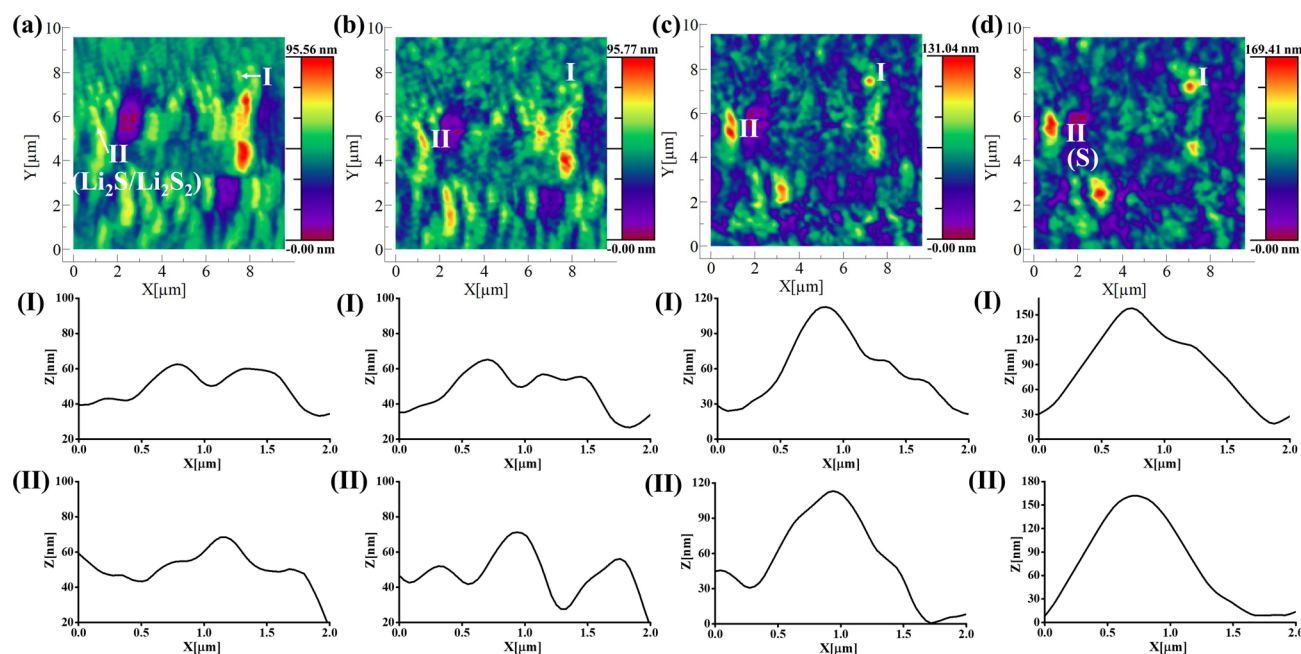 (a)
Y[μm]
10
8
6
4
2
0
0 2 4 6 8
X[μm]
95.56 nm
-0.00 nm
I
II
(Li₂S/Li₂S₂)
(b)
Y[μm]
10
8
6
4
2
0
0 2 4 6 8
X[μm]
95.77 nm
-0.00 nm
I
II
(c)
Y[μm]
10
8
6
4
2
0
0 2 4 6 8
X[μm]
131.04 nm
-0.00 nm
I
II
(d)
Y[μm]
10
8
6
4
2
0
0 2 4 6 8
X[μm]
169.41 nm
-0.00 nm
I
II
(S)
(I)
Z[nm]
100
80
60
40
20
0.0 0.5 1.0 1.5 2.0
X[μm]
(I)
Z[nm]
100
80
60
40
20
0.0 0.5 1.0 1.5 2.0
X[μm]
(I)
Z[nm]
120
90
60
30
0
0.0 0.5 1.0 1.5 2.0
X[μm]
(I)
Z[nm]
150
120
90
60
30
0
0.0 0.5 1.0 1.5 2.0
X[μm]
(II)
Z[nm]
100
80
60
40
20
0.0 0.5 1.0 1.5 2.0
X[μm]
(II)
Z[nm]
100
80
60
40
20
0.0 0.5 1.0 1.5 2.0
X[μm]
(II)
Z[nm]
120
90
60
30
0
0.0 0.5 1.0 1.5 2.0
X[μm]
(II)
Z[nm]
180
150
120
90
60
30
0
0.0 0.5 1.0 1.5 2.0
X[μm]